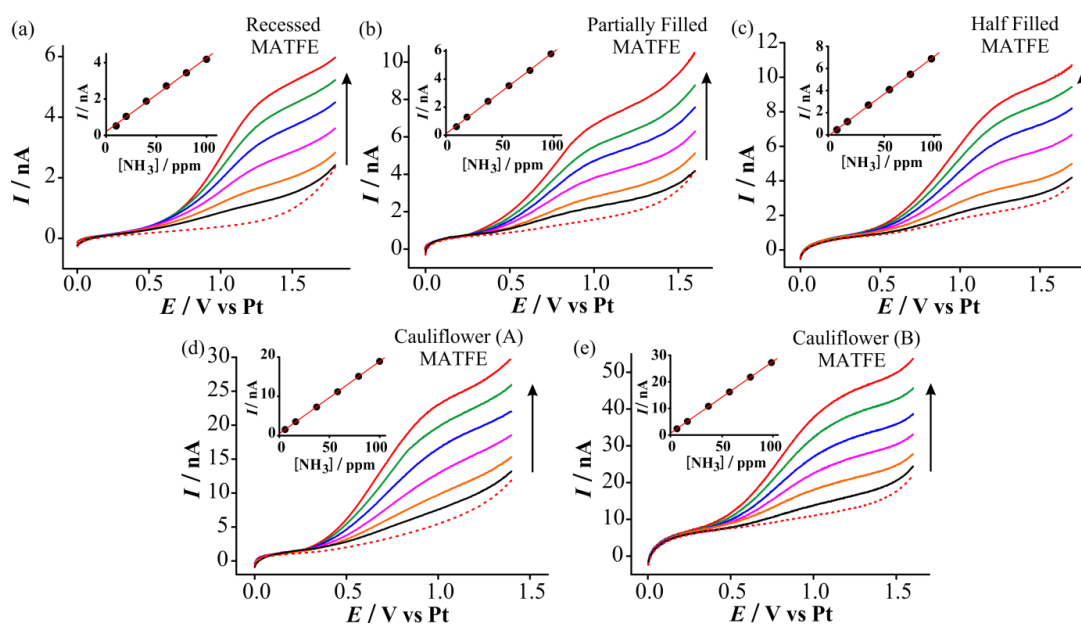 (a)
Recessed
MATFE
I / nA
6
4
2
0
0.0 0.5 1.0 1.5
E / V vs Pt
I / nA
4
2
0
0 50 100
[NH3] / ppm
(b)
Partially Filled
MATFE
I / nA
10
8
6
4
2
0
0.0 0.5 1.0 1.5
E / V vs Pt
I / nA
6
4
2
0
0 50 100
[NH3] / ppm
(c)
Half Filled
MATFE
I / nA
12
10
8
6
4
2
0
0.0 0.5 1.0 1.5
E / V vs Pt
I / nA
8
6
4
2
0
0 50 100
[NH3] / ppm
(d)
Cauliflower (A)
MATFE
I / nA
30
25
20
15
10
5
0
0.0 0.5 1.0 1.5
E / V vs Pt
I / nA
20
10
0
0 50 100
[NH3] / ppm
(e)
Cauliflower (B)
MATFE
I / nA
50
40
30
20
10
0
0.0 0.5 1.0 1.5
E / V vs Pt
I / nA
30
20
10
0
0 50 100
[NH3] / ppm